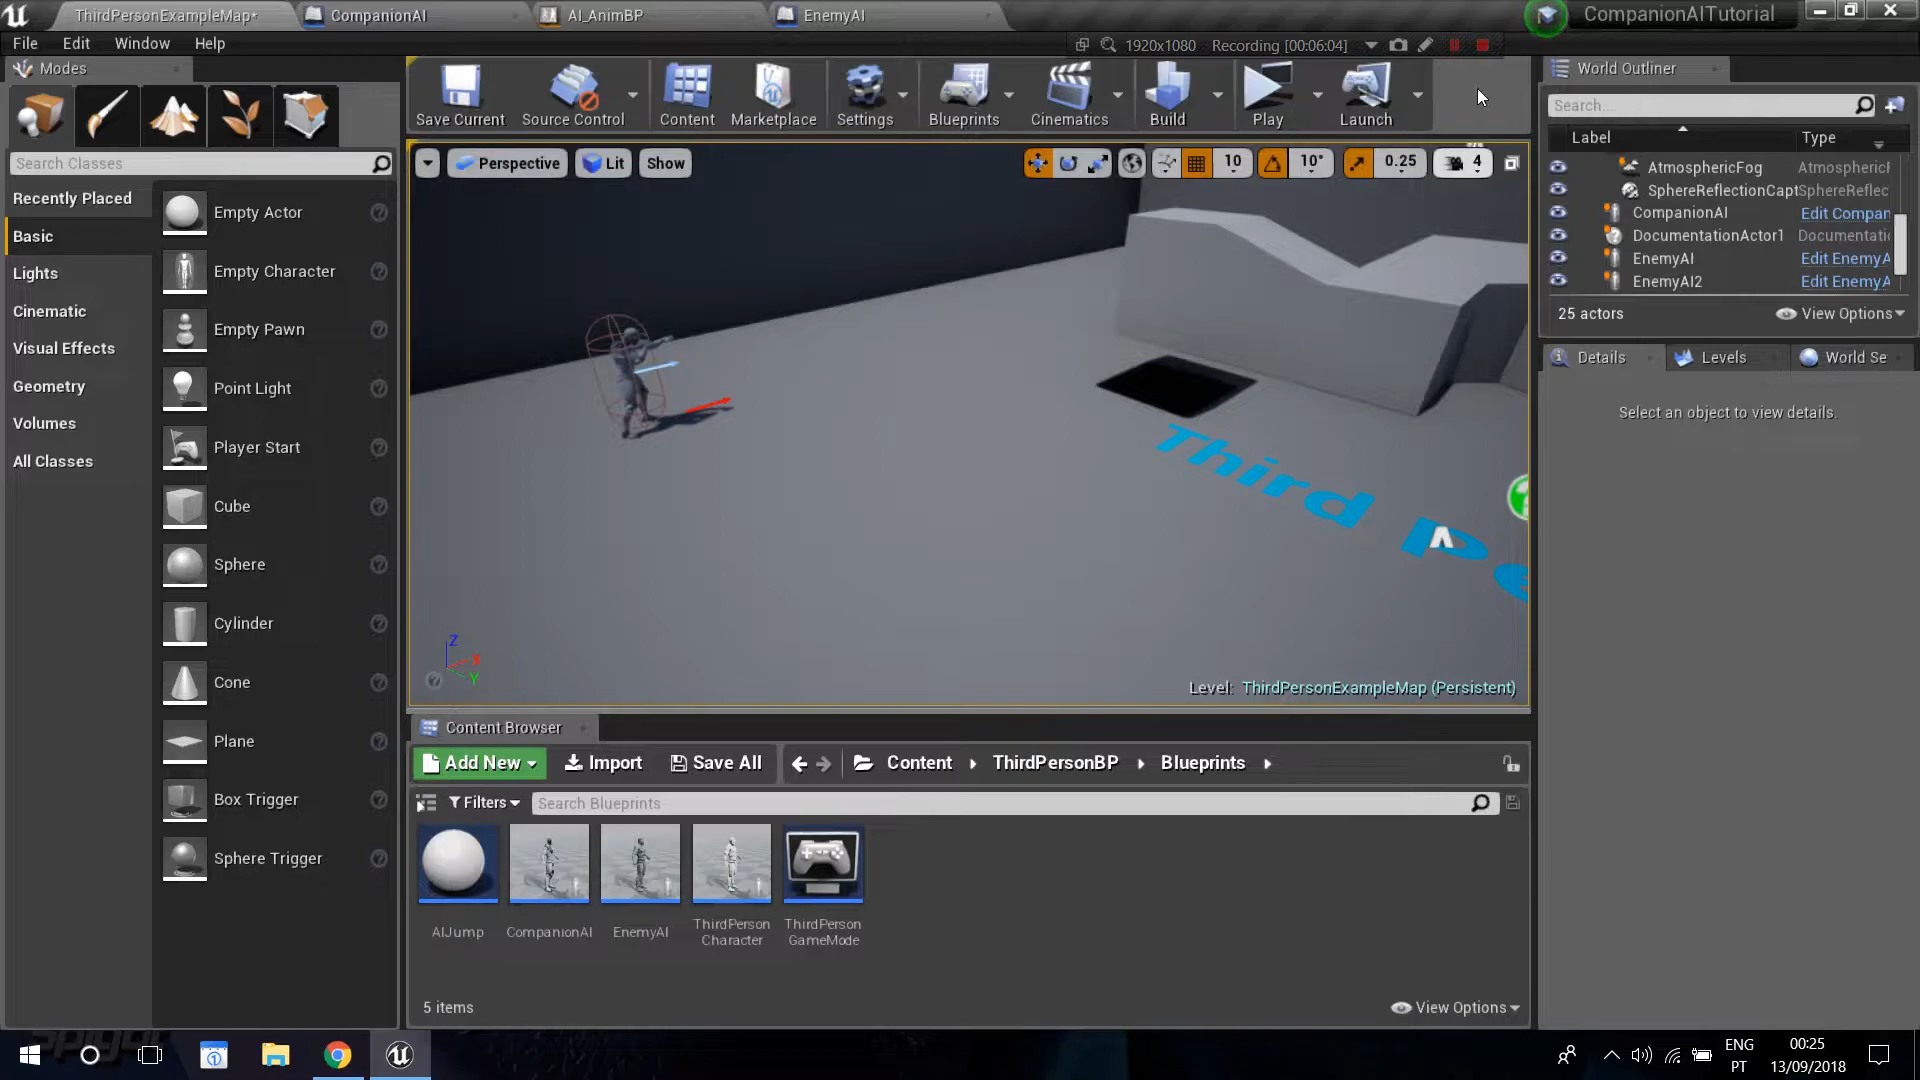 ThirdPersonExampleMap*
CompanionAI
AI_AnimBP
EnemyAI
CompanionAITutorial
File
Edit
Window
Help
1920x1080
Recording [00:06:04]
Modes
Search Classes
Recently Placed
Basic
Lights
Cinematic
Visual Effects
Geometry
Volumes
All Classes
Empty Actor
Empty Character
Empty Pawn
Point Light
Player Start
Cube
Sphere
Cylinder
Cone
Plane
Box Trigger
Sphere Trigger
Save Current
Source Control
Content
Marketplace
Settings
Blueprints
Cinematics
Build
Play
Launch
Perspective
Lit
Show
10
10°
0.25
4
Third Pe
Z
X
Y
Level: ThirdPersonExampleMap (Persistent)
World Outliner
Search...
Label
Type
AtmosphericFog
Atmospheric
SphereReflectionCapt
SphereReflec
CompanionAI
Edit Compan
DocumentationActor1
Documentati
EnemyAI
Edit EnemyA
EnemyAI2
Edit EnemyA
25 actors
View Options
Details
Levels
World Se
Select an object to view details.
Content Browser
Add New
Import
Save All
Content
ThirdPersonBP
Blueprints
Filters
Search Blueprints
AIJump
CompanionAI
EnemyAI
ThirdPerson
Character
ThirdPerson
GameMode
5 items
View Options
ENG
PT
00:25
13/09/2018